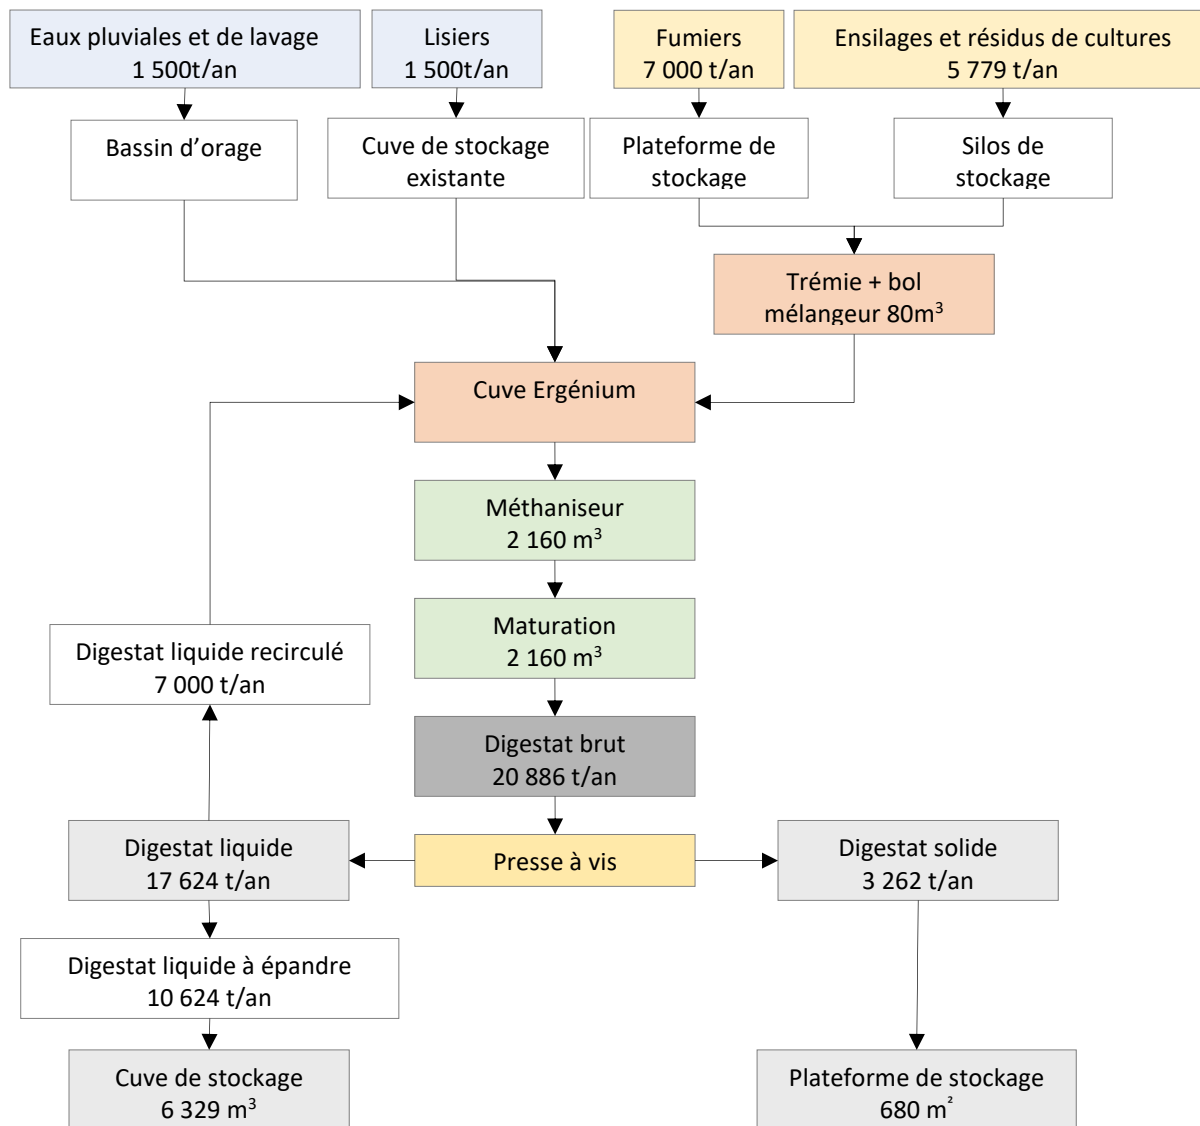 Eaux pluviales et de lavage
1 500t/an
Lisiers
1 500t/an
Fumiers
7 000 t/an
Ensilages et résidus de cultures
5 779 t/an
Bassin d’orage
Cuve de stockage
existante
Plateforme de
stockage
Silos de
stockage
Trémie + bol
mélangeur 80m³
Cuve Ergénium
Méthaniseur
2 160 m³
Maturation
2 160 m³
Digestat liquide recirculé
7 000 t/an
Digestat brut
20 886 t/an
Digestat liquide
17 624 t/an
Presse à vis
Digestat solide
3 262 t/an
Digestat liquide à épandre
10 624 t/an
Cuve de stockage
6 329 m³
Plateforme de stockage
680 m²